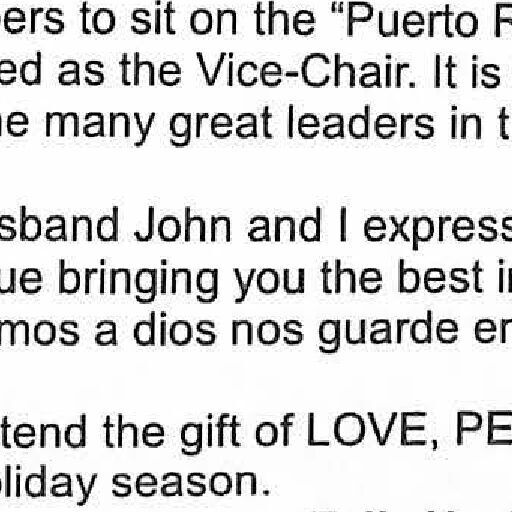 ers to sit on the “Puerto R
ed as the Vice-Chair. It is
e many great leaders in t
sband John and I express
ue bringing you the best i
mos a dios nos guarde e
tend the gift of LOVE, PE
liday season.